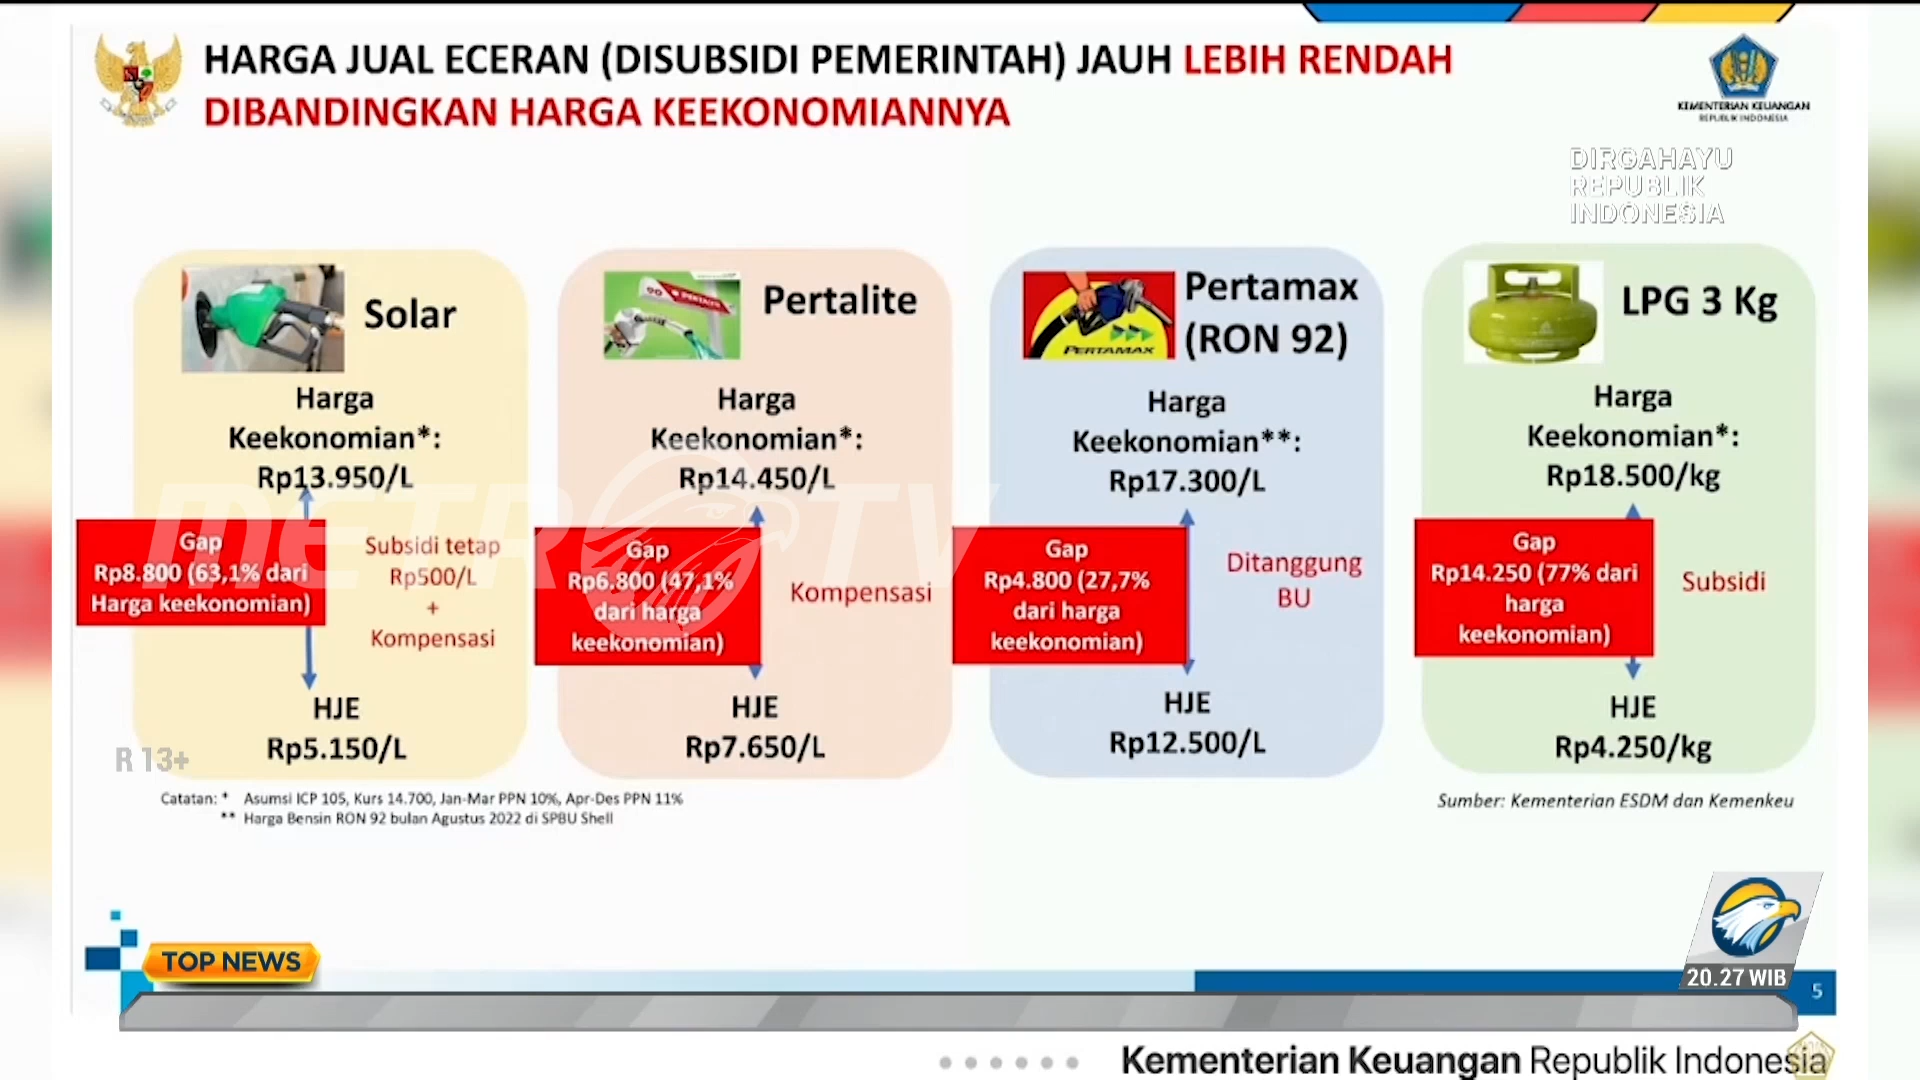 HARGA JUAL ECERAN (DISUBSIDI PEMERINTAH) JAUH LEBIH RENDAH
DIBANDINGKAN HARGA KEEKONOMIANNYA
KEMENTERIAN KEUANGAN
REPUBLIK INDONESIA
DIRGAHAYU
REPUBLIK
INDONESIA
Solar
Harga
Keekonomian*:
Rp13.950/L
Gap
Rp8.800 (63,1% dari
Harga keekonomian)
Subsidi tetap
Rp500/L
+
Kompensasi
HJE
Rp5.150/L
90 PERTALITE
Pertalite
Harga
Keekonomian*:
Rp14.450/L
Gap
Rp6.800 (47,1%
dari harga
keekonomian)
Kompensasi
HJE
Rp7.650/L
PERTAMAX
Pertamax
(RON 92)
Harga
Keekonomian**:
Rp17.300/L
Gap
Rp4.800 (27,7%
dari harga
keekonomian)
Ditanggung
BU
HJE
Rp12.500/L
LPG 3 Kg
Harga
Keekonomian*:
Rp18.500/kg
Gap
Rp14.250 (77% dari
harga
keekonomian)
Subsidi
HJE
Rp4.250/kg
METRO TV
R 13+
Catatan: * Asumsi ICP 105, Kurs 14.700, Jan-Mar PPN 10%, Apr-Des PPN 11%
** Harga Bensin RON 92 bulan Agustus 2022 di SPBU Shell
Sumber: Kementerian ESDM dan Kemenkeu
TOP NEWS
20.27 WIB
5
Kementerian Keuangan Republik Indonesia